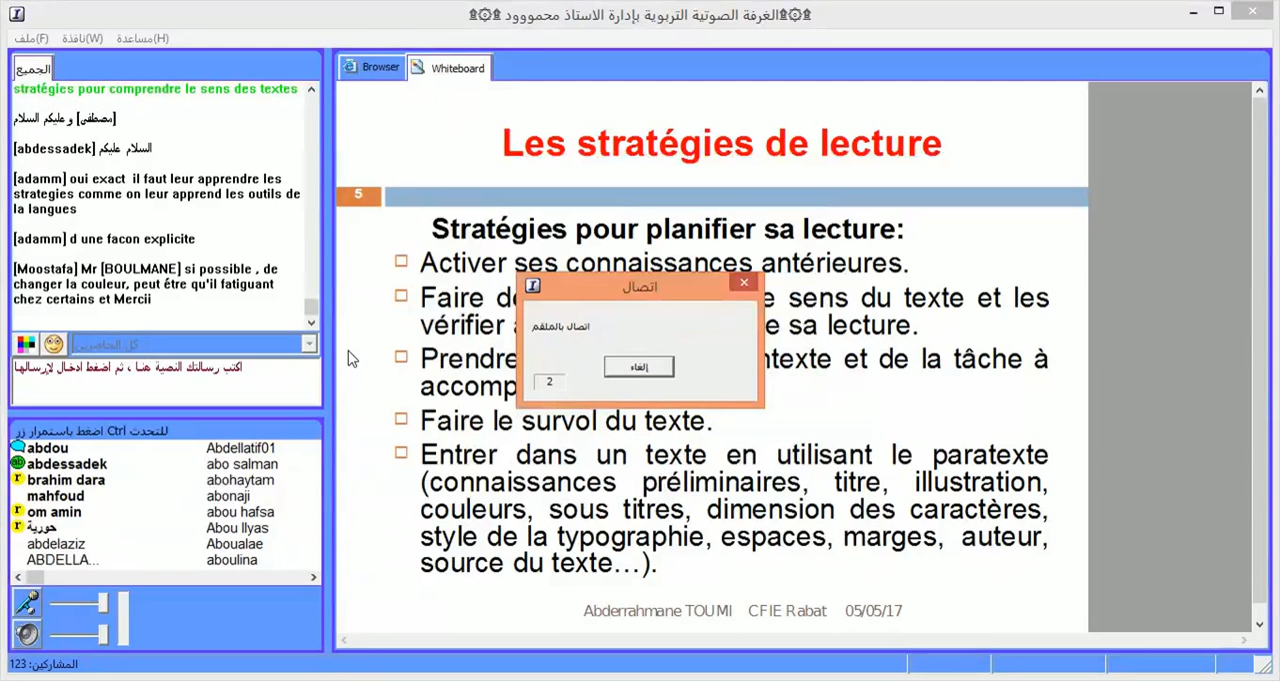 ۩۞۩الغرفة الصوتية التربوية بإدارة الاستاذ محمووود۩۞۩
ملف(F) نافذة(W) مساعدة(H)
الجميع
stratégies pour comprendre le sens des textes
[مصطفى] و عليكم السلام
[abdessadek] السلام عليكم
[adamm] oui exact il faut leur apprendre les
strategies comme on leur apprend les outils de
la langues
[adamm] d une facon explicite
[Moostafa] Mr [BOULMANE] si possible , de
changer la couleur, peut être qu'il fatiguant
chez certains et Mercii
كل الحاضرين
اكتب رسالتك النصية هنا ، ثم اضغط ادخال لإرسالها
للتحدث Ctrl اضغط باستمرار زر
abdou Abdellatif01
abdessadek abo salman
brahim dara abohaytam
mahfoud abonaji
om amin abou hafsa
حورية Abou Ilyas
abdelaziz Aboualae
ABDELLA... aboulina
المشاركين: 123
Browser Whiteboard
Les stratégies de lecture
5
Stratégies pour planifier sa lecture:
Activer ses connaissances antérieures.
Faire de sens du texte et les
vérifier sa lecture.
Prendre et de la tâche à
accomp
Faire le survol du texte.
Entrer dans un texte en utilisant le paratexte
(connaissances préliminaires, titre, illustration,
couleurs, sous titres, dimension des caractères,
style de la typographie, espaces, marges, auteur,
source du texte…).
Abderrahmane TOUMI CFIE Rabat 05/05/17
اتصال
اتصال بالملقم
إلغاء
2